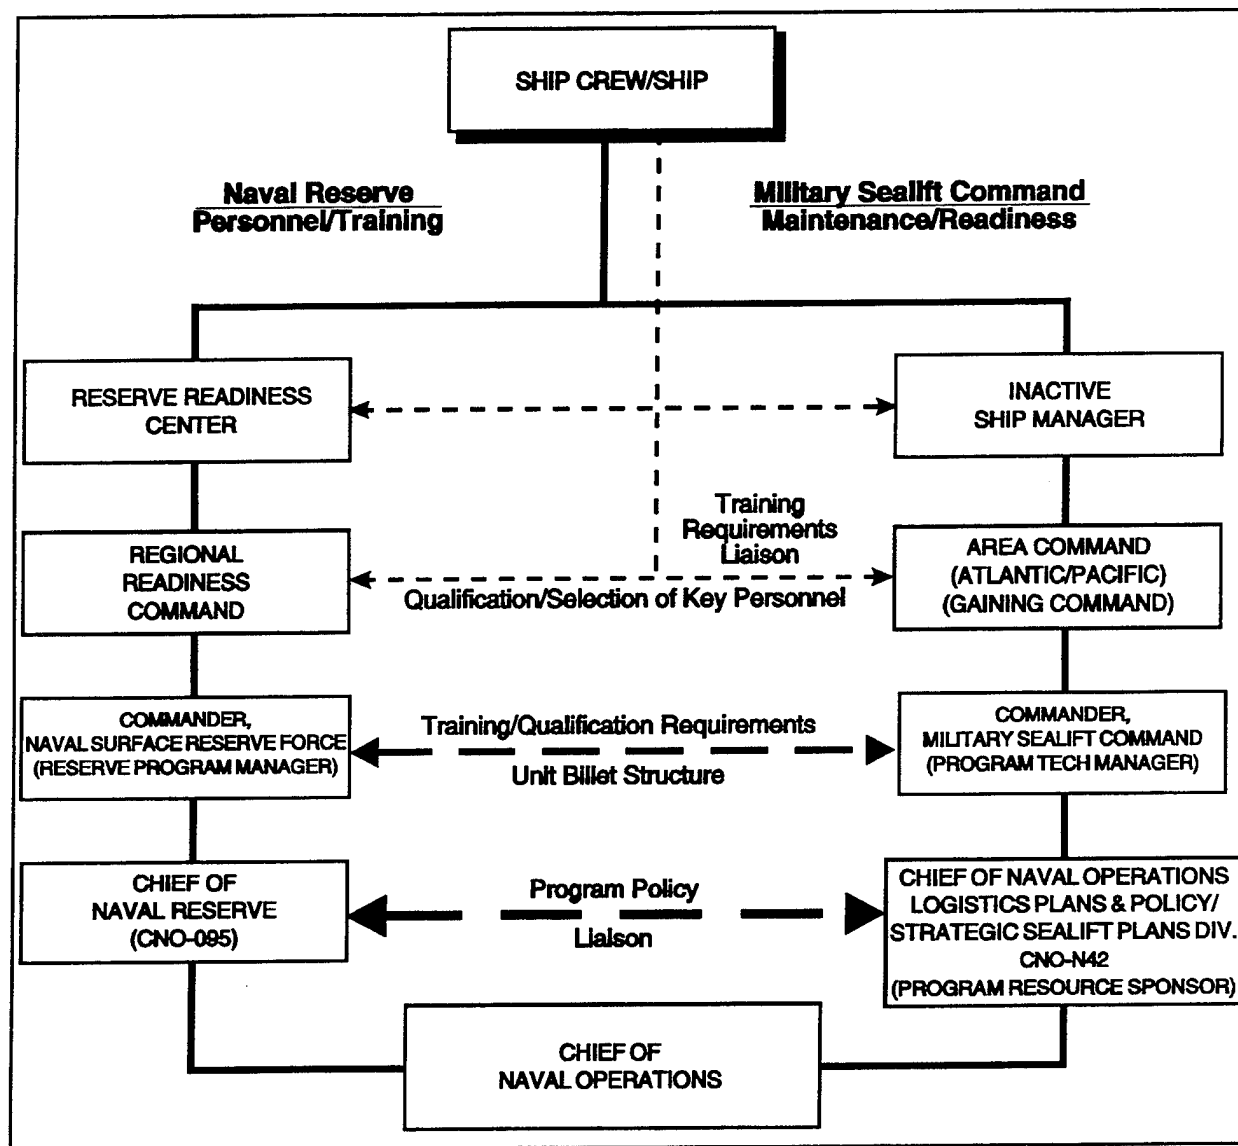 SHIP CREW/SHIP
Naval Reserve
Personnel/Training
Military Sealift Command
Maintenance/Readiness
RESERVE READINESS
CENTER
INACTIVE
SHIP MANAGER
Training
Requirements
Liaison
REGIONAL
READINESS
COMMAND
AREA COMMAND
(ATLANTIC/PACIFIC)
(GAINING COMMAND)
Qualification/Selection of Key Personnel
COMMANDER,
NAVAL SURFACE RESERVE FORCE
(RESERVE PROGRAM MANAGER)
Training/Qualification Requirements
Unit Billet Structure
COMMANDER,
MILITARY SEALIFT COMMAND
(PROGRAM TECH MANAGER)
CHIEF OF
NAVAL RESERVE
(CNO-095)
Program Policy
Liaison
CHIEF OF NAVAL OPERATIONS
LOGISTICS PLANS & POLICY/
STRATEGIC SEALIFT PLANS DIV.
CNO-N42
(PROGRAM RESOURCE SPONSOR)
CHIEF OF
NAVAL OPERATIONS